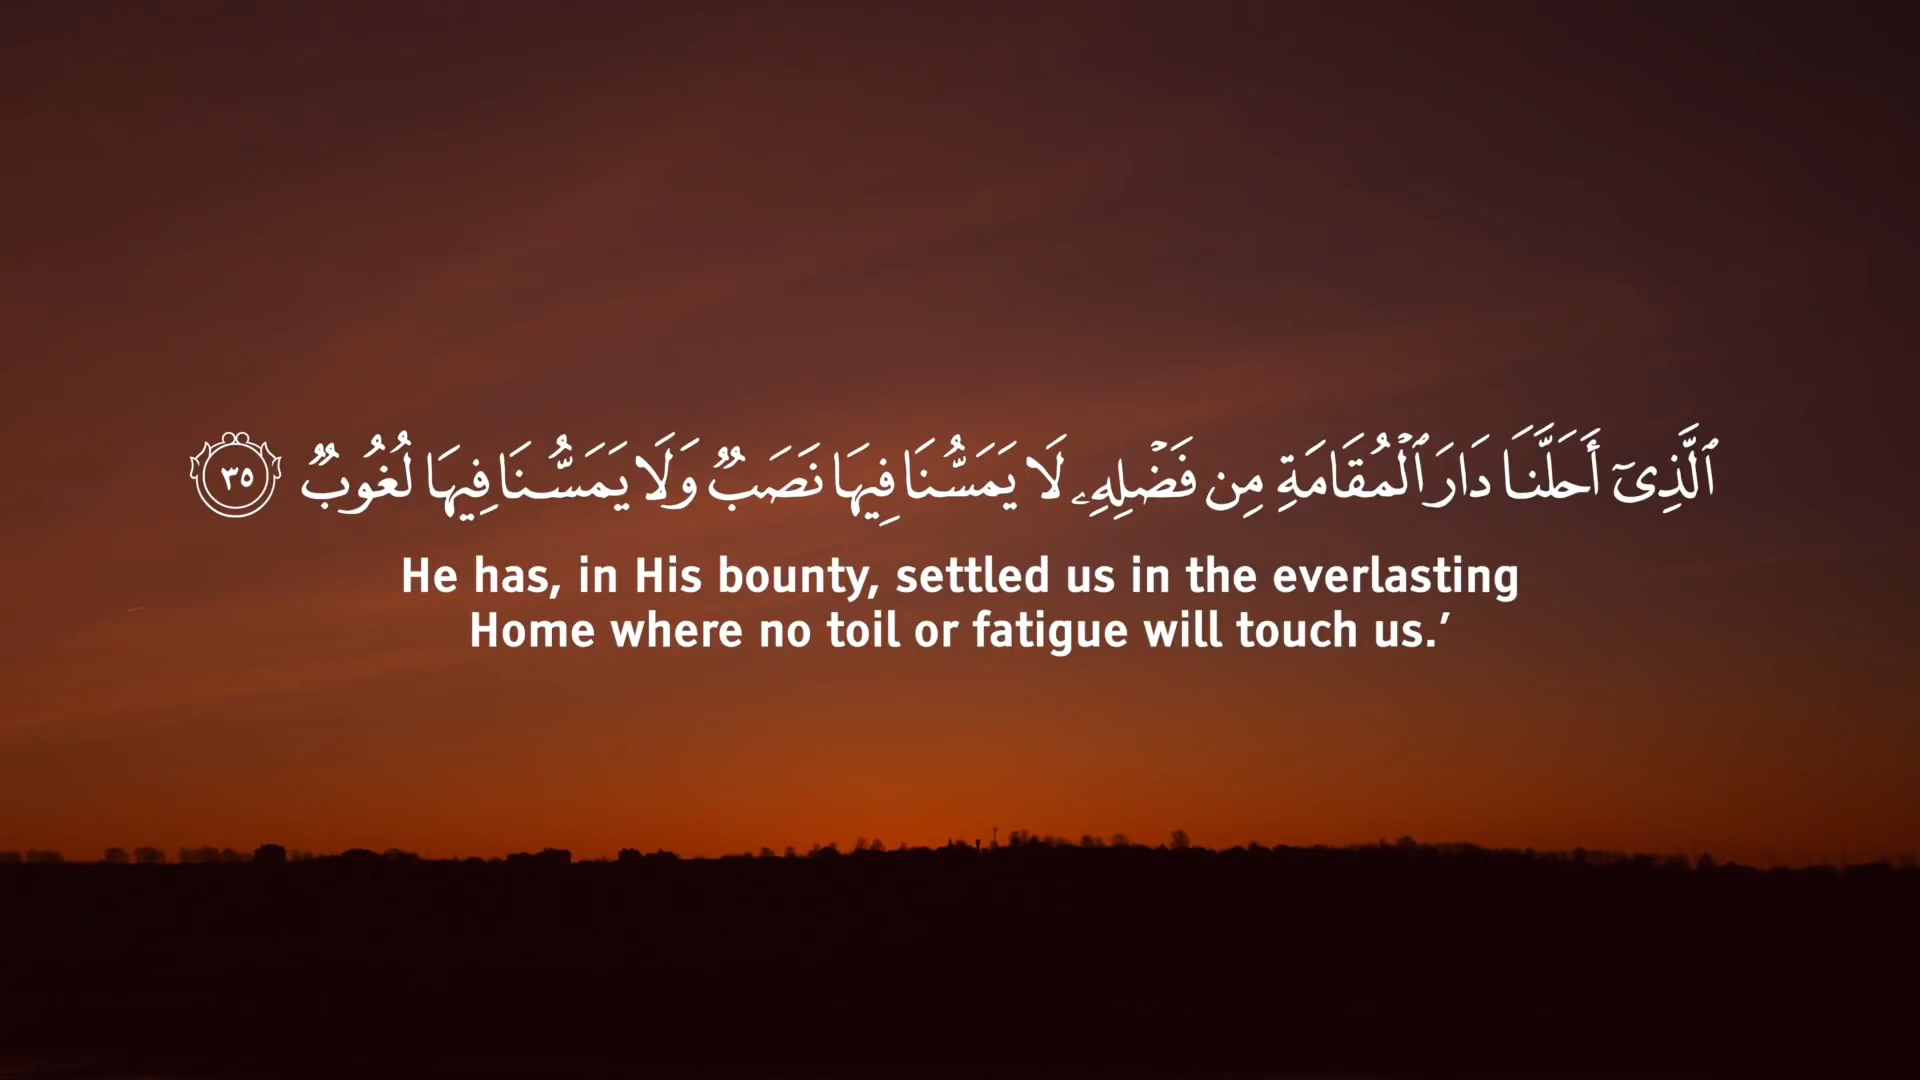 ٱلَّذِىٓ أَحَلَّنَا دَارَ ٱلْمُقَامَةِ مِن فَضْلِهِۦ لَا يَمَسُّنَا فِيهَا نَصَبٌ وَلَا يَمَسُّنَا فِيهَا لُغُوبٌ ٣٥
He has, in His bounty, settled us in the everlasting
Home where no toil or fatigue will touch us.’